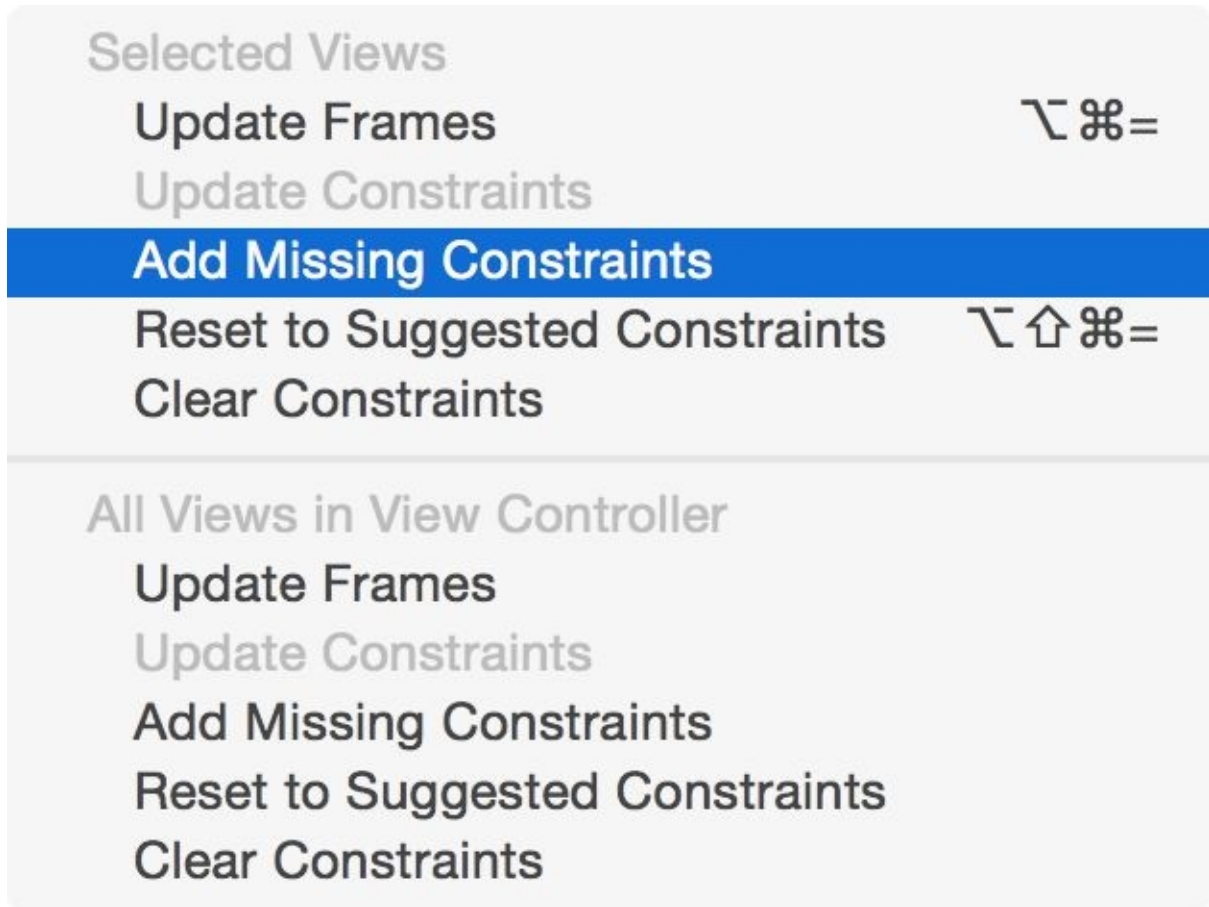 Selected Views
Update Frames ⌥⌘=
Update Constraints
Add Missing Constraints
Reset to Suggested Constraints ⌥⇧⌘=
Clear Constraints
All Views in View Controller
Update Frames
Update Constraints
Add Missing Constraints
Reset to Suggested Constraints
Clear Constraints